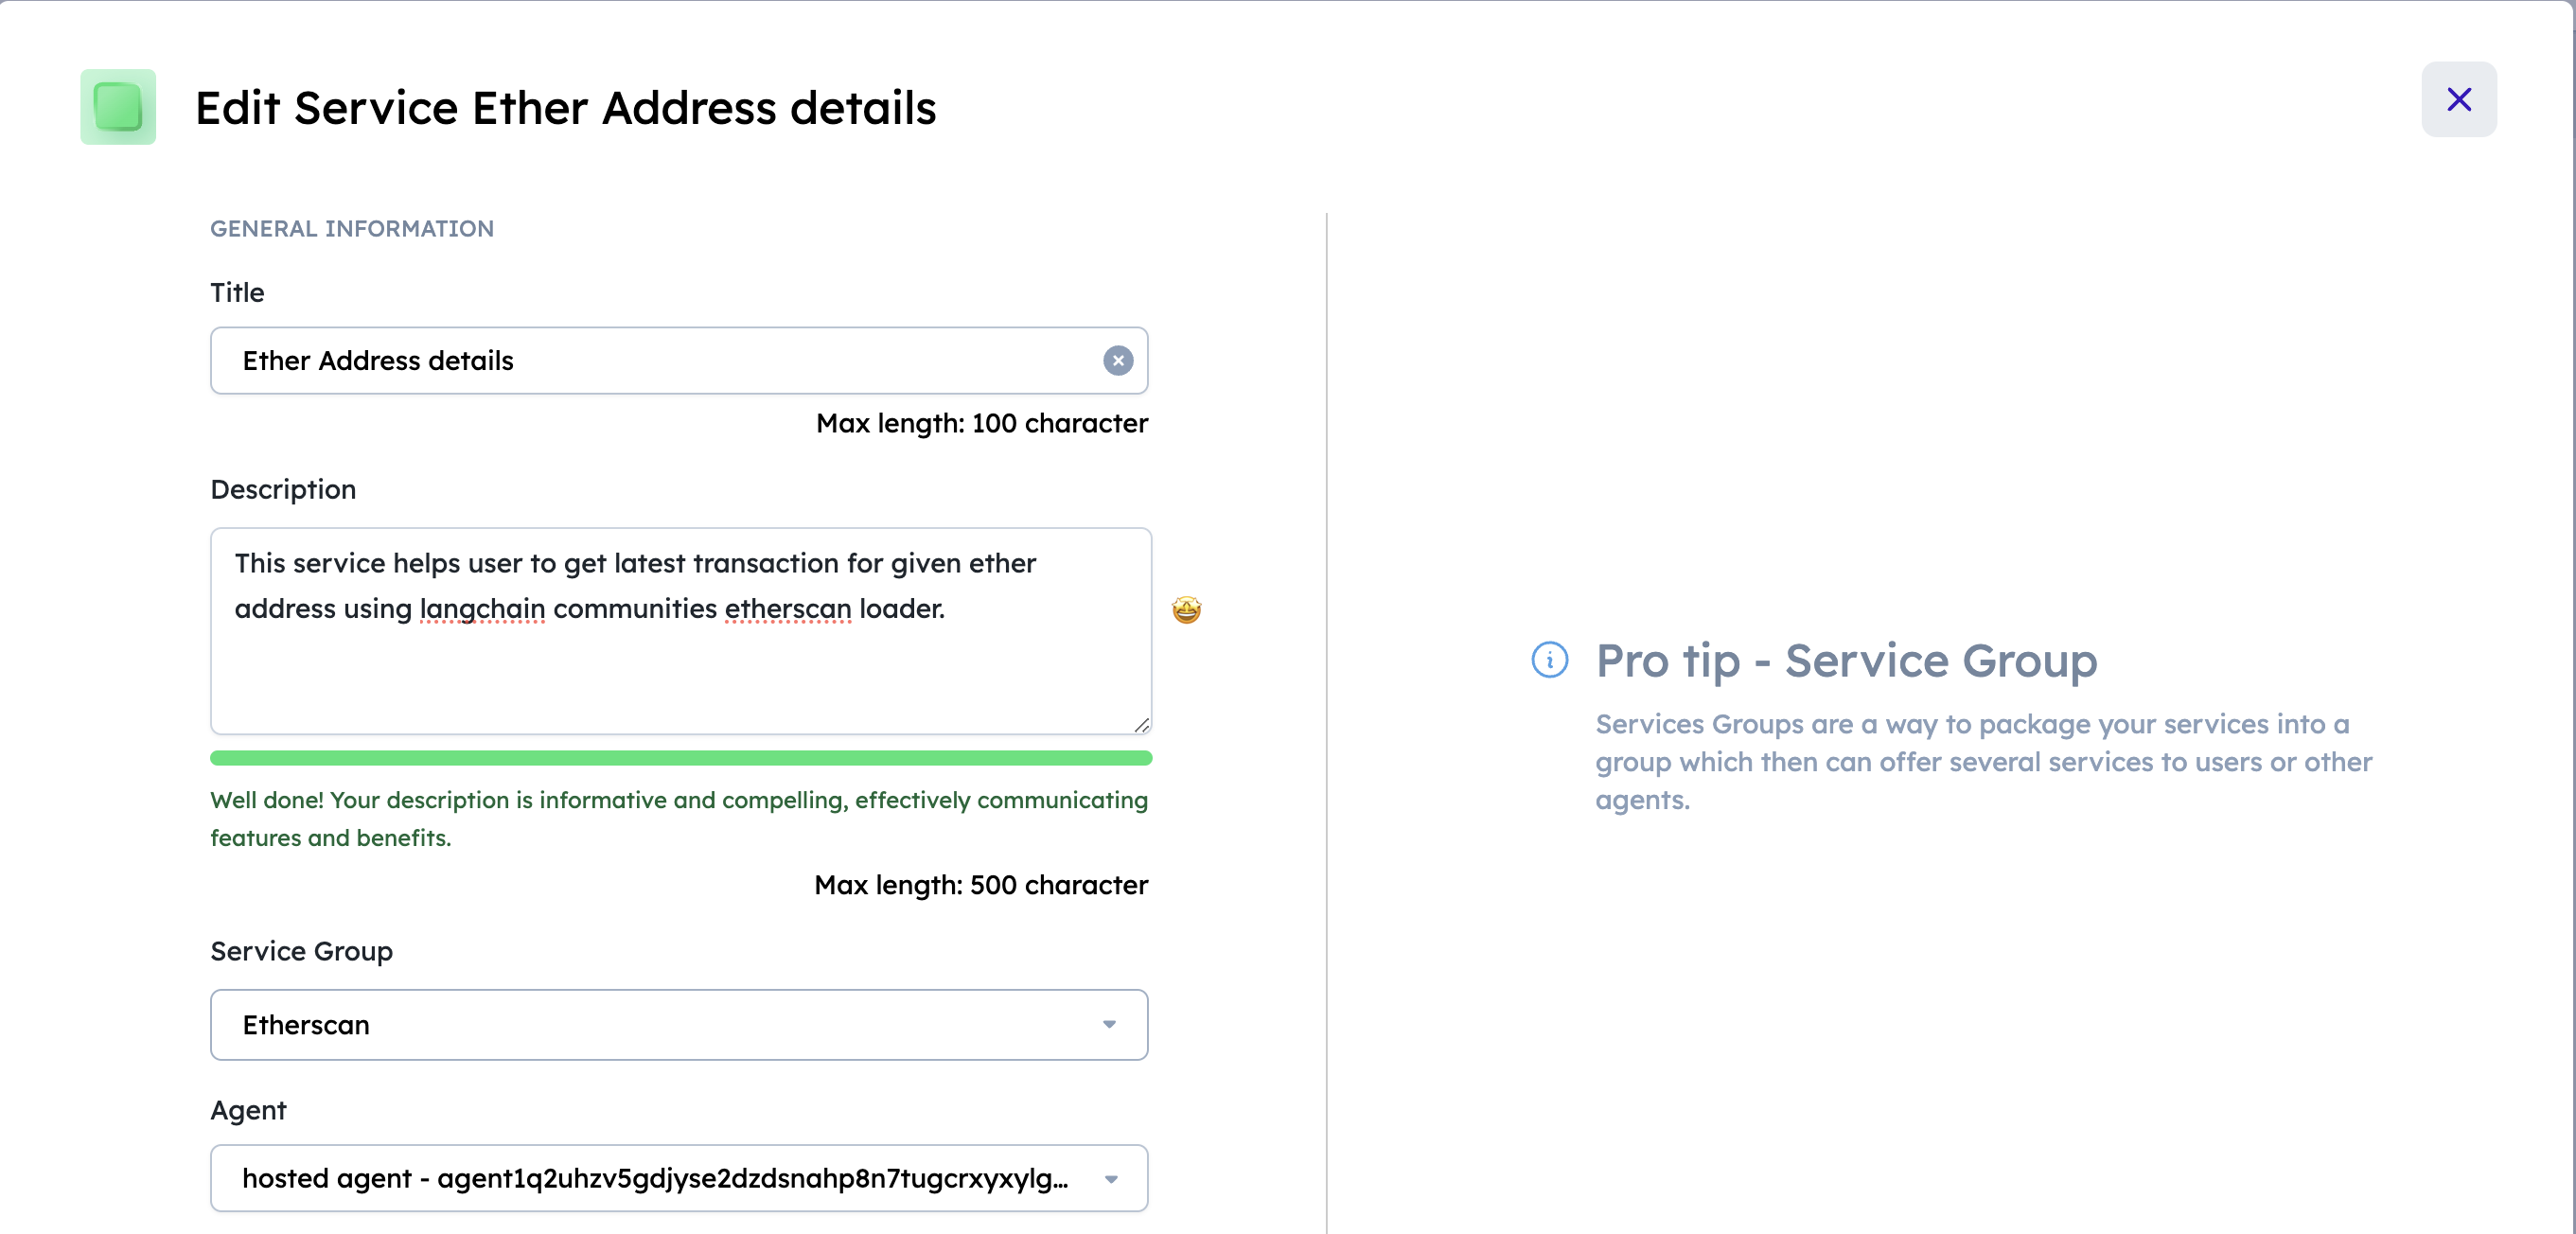 Edit Service Ether Address details
GENERAL INFORMATION
Title
Ether Address details
Max length: 100 character
Description
This service helps user to get latest transaction for given ether
address using langchain communities etherscan loader.
Well done! Your description is informative and compelling, effectively communicating
features and benefits.
Max length: 500 character
Service Group
Etherscan
Agent
hosted agent - agent1q2uhzv5gdjyse2dzdsnahp8n7tugcrxyxylg...
Pro tip - Service Group
Services Groups are a way to package your services into a
group which then can offer several services to users or other
agents.